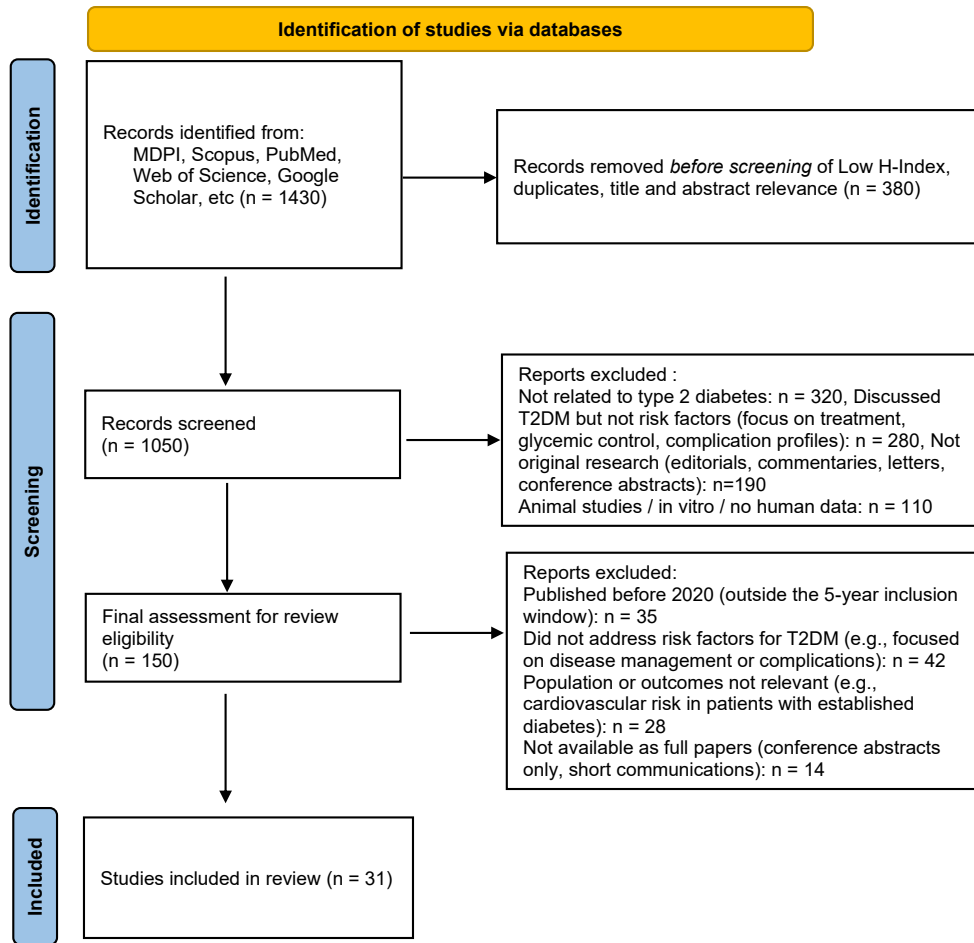 Identification of studies via databases
Identification
Records identified from:
MDPI, Scopus, PubMed,
Web of Science, Google
Scholar, etc (n = 1430)
Records removed before screening of Low H-Index,
duplicates, title and abstract relevance (n = 380)
Screening
Records screened
(n = 1050)
Reports excluded :
Not related to type 2 diabetes: n = 320, Discussed
T2DM but not risk factors (focus on treatment,
glycemic control, complication profiles): n = 280, Not
original research (editorials, commentaries, letters,
conference abstracts): n=190
Animal studies / in vitro / no human data: n = 110
Final assessment for review
eligibility
(n = 150)
Reports excluded:
Published before 2020 (outside the 5-year inclusion
window): n = 35
Did not address risk factors for T2DM (e.g., focused
on disease management or complications): n = 42
Population or outcomes not relevant (e.g.,
cardiovascular risk in patients with established
diabetes): n = 28
Not available as full papers (conference abstracts
only, short communications): n = 14
Included
Studies included in review (n = 31)